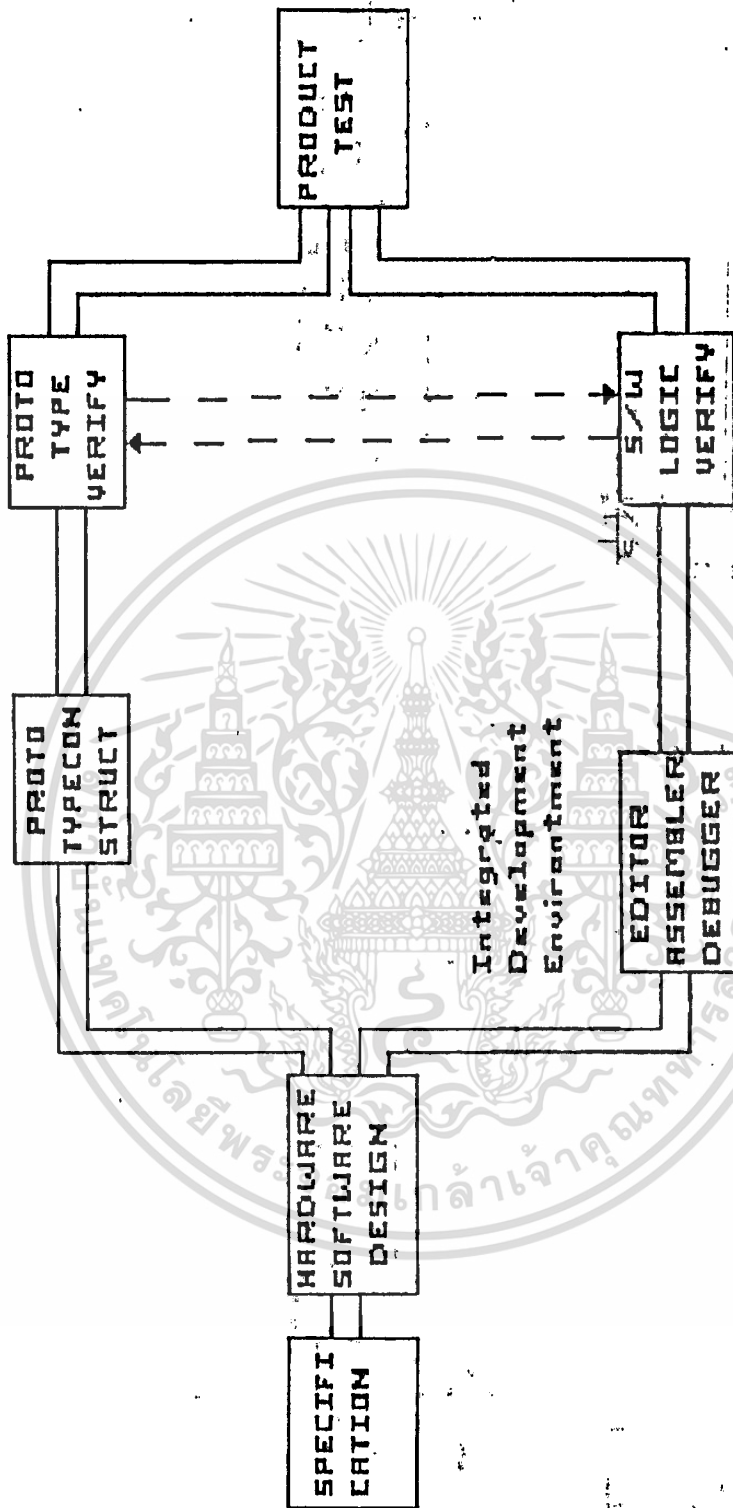 SPECIFI
CATION
HARDWARE
SOFTWARE
DESIGN
PROTO
TYPECON
STRUCT
PROTO
TYPE
VERIFY
Integrated
Development
Environtment
EDITOR
ASSEMBLER
DEBUGGER
S/W
LOGIC
VERIFY
PRODUCT
TEST